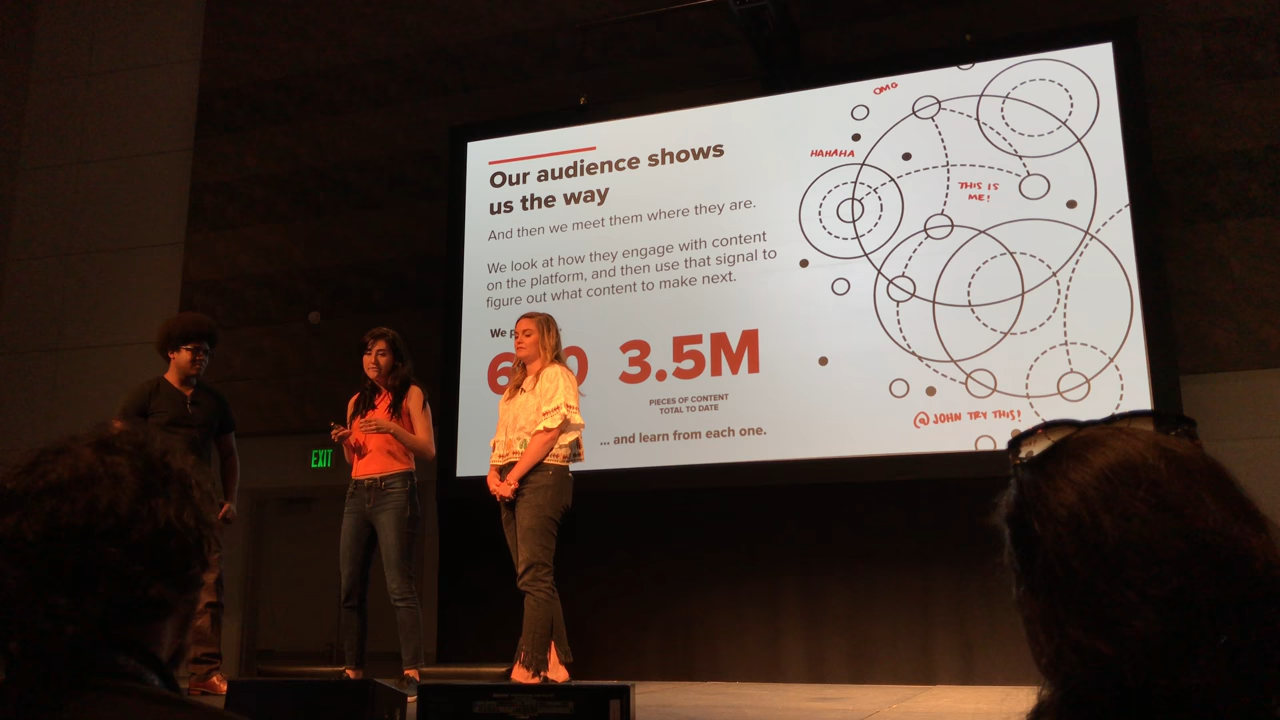 Our audience shows
us the way
And then we meet them where they are.
We look at how they engage with content
on the platform, and then use that signal to
figure out what content to make next.
We
3.5M
PIECES OF CONTENT
TOTAL TO DATE
... and learn from each one.
OMG
HAHAHA
THIS IS
ME!
@JOHN TRY THIS!
EXIT